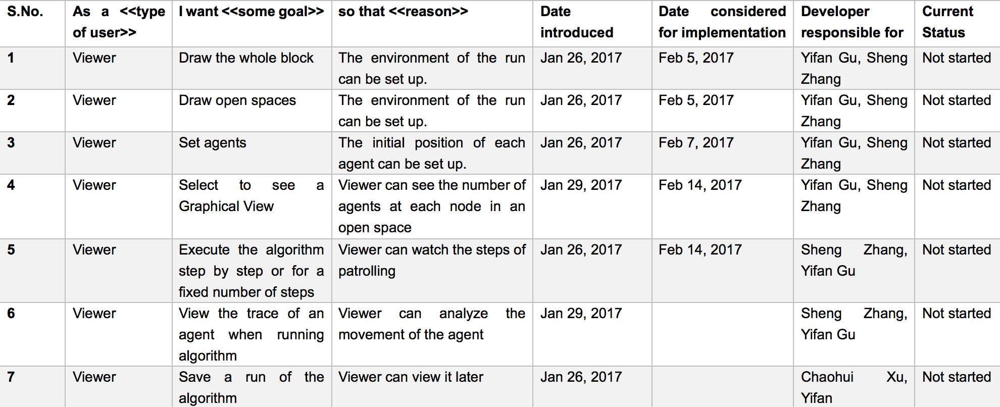 S.No. As a <<type of user>> I want <<some goal>> so that <<reason>> Date introduced Date considered for implementation Developer responsible for Current Status
1 Viewer Draw the whole block The environment of the run can be set up. Jan 26, 2017 Feb 5, 2017 Yifan Gu, Sheng Zhang Not started
2 Viewer Draw open spaces The environment of the run can be set up. Jan 26, 2017 Feb 5, 2017 Yifan Gu, Sheng Zhang Not started
3 Viewer Set agents The initial position of each agent can be set up. Jan 26, 2017 Feb 7, 2017 Yifan Gu, Sheng Zhang Not started
4 Viewer Select to see a Graphical View Viewer can see the number of agents at each node in an open space Jan 29, 2017 Feb 14, 2017 Yifan Gu, Sheng Zhang Not started
5 Viewer Execute the algorithm step by step or for a fixed number of steps Viewer can watch the steps of patrolling Jan 26, 2017 Feb 14, 2017 Sheng Zhang, Yifan Gu Not started
6 Viewer View the trace of an agent when running algorithm Viewer can analyze the movement of the agent Jan 29, 2017 Sheng Zhang, Yifan Gu Not started
7 Viewer Save a run of the algorithm Viewer can view it later Jan 26, 2017 Chaohui Xu, Yifan Not started